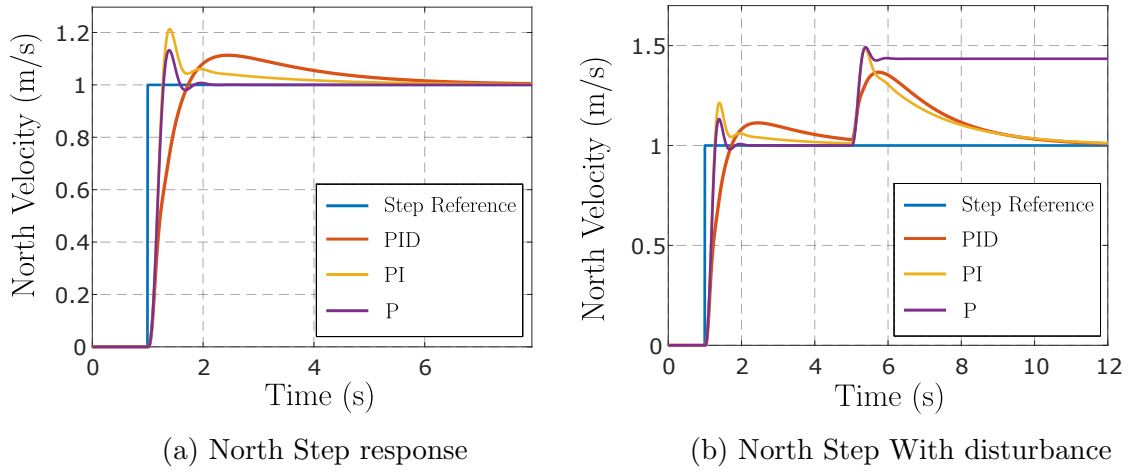 North Velocity (m/s)
1.2
1
0.8
0.6
0.4
0.2
0
0
2
4
6
Time (s)
Step Reference
PID
PI
P
(a) North Step response
North Velocity (m/s)
1.5
1
0.5
0
0
2
4
6
8
10
12
Time (s)
Step Reference
PID
PI
P
(b) North Step With disturbance